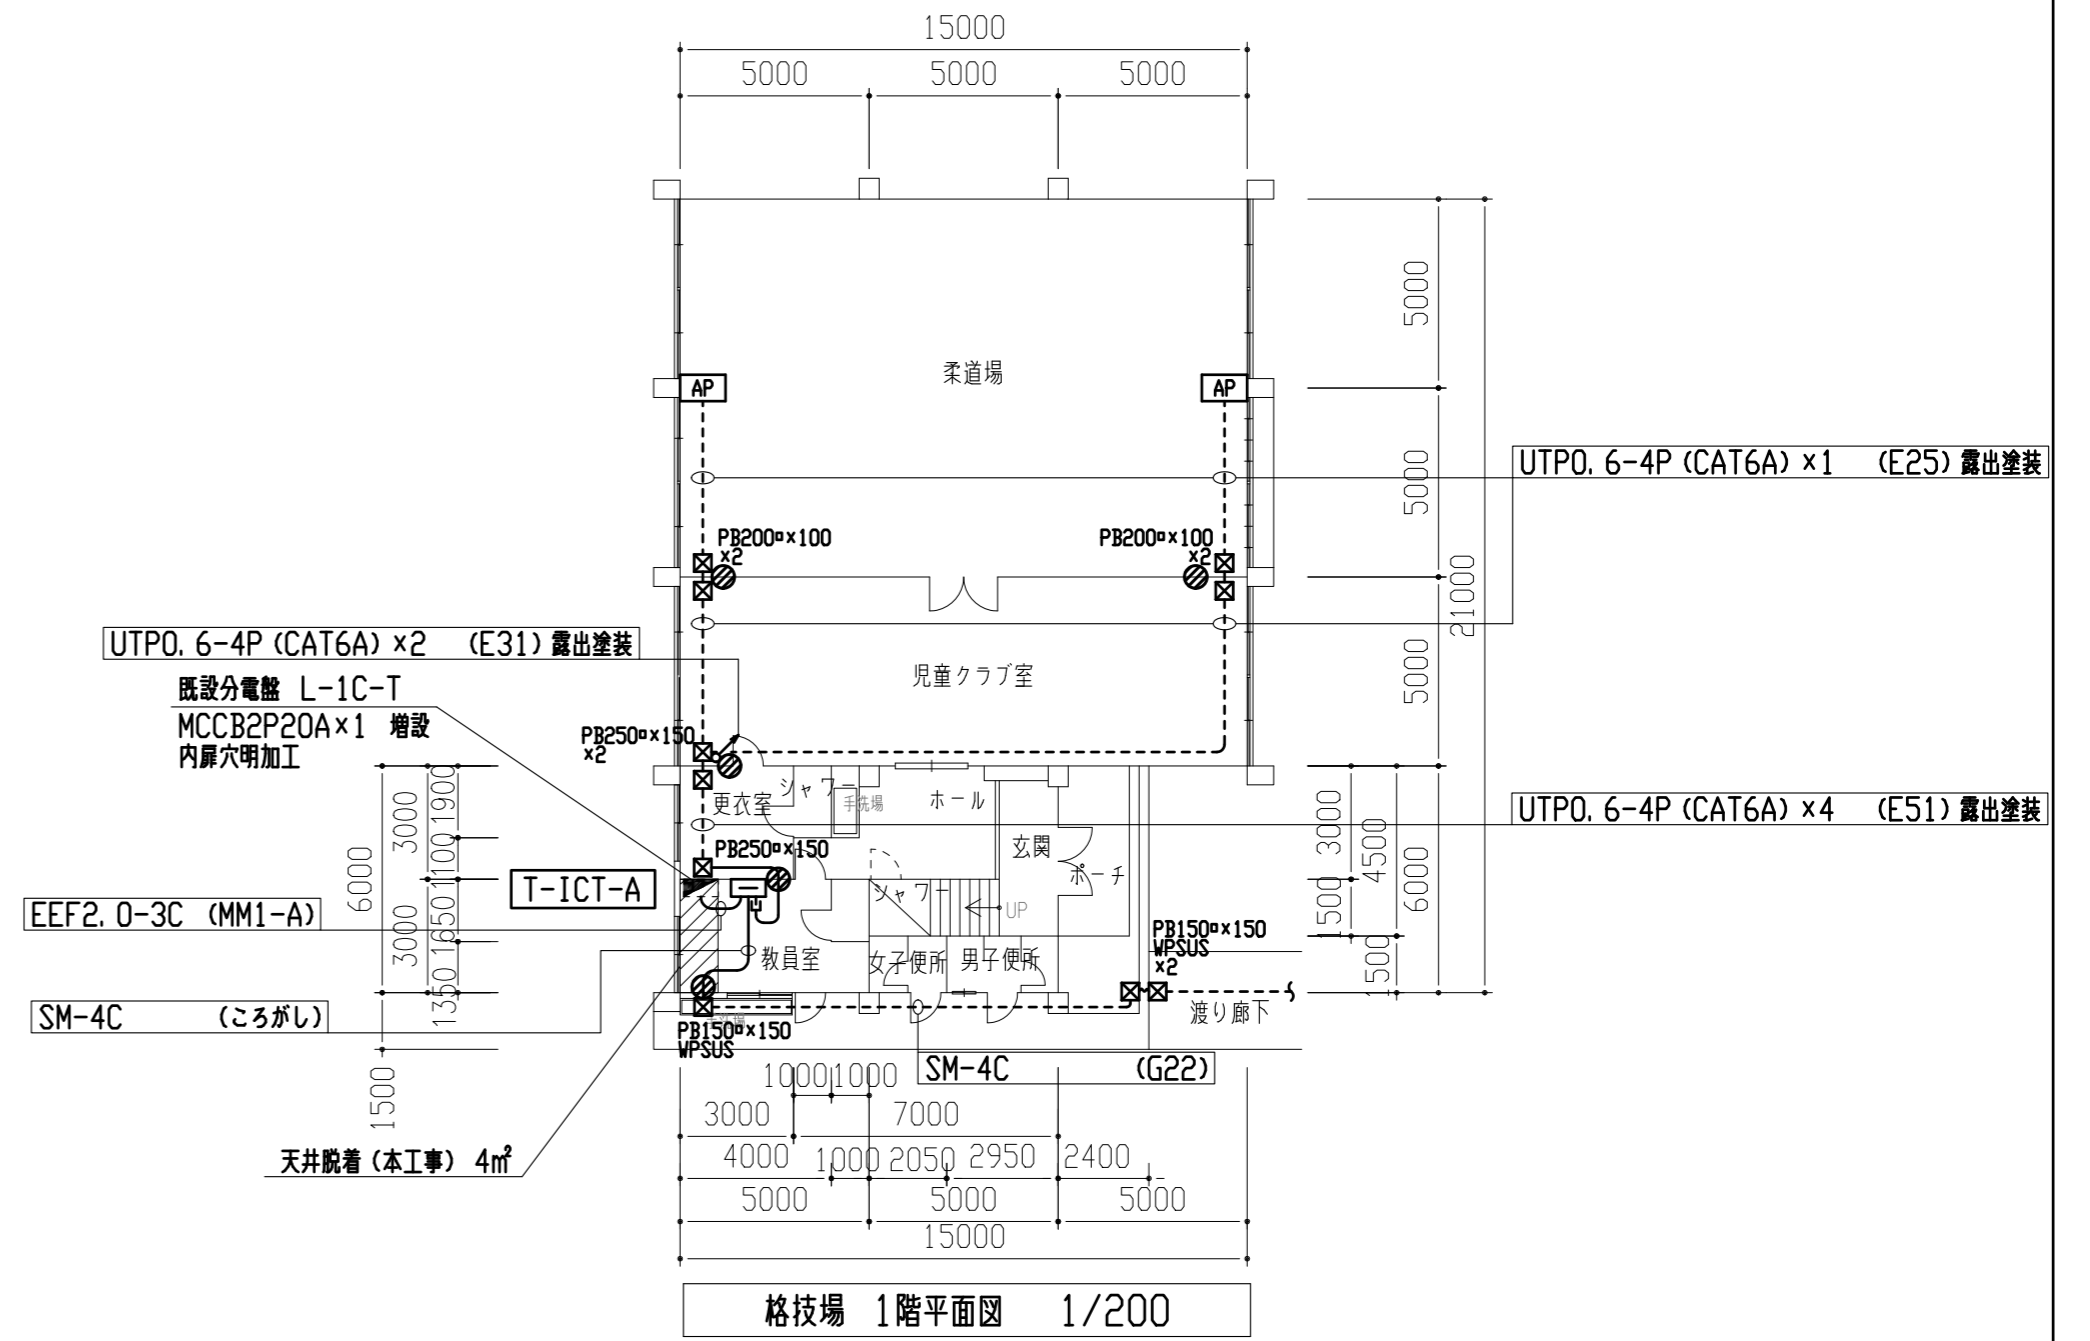 15000
5000 5000 5000
柔道場
AP AP
5000
UTP0.6-4P (CAT6A) ×1 (E25) 露出塗装
5000
PB200□×100
×2
PB200□×100
×2
21000
UTP0.6-4P (CAT6A) ×2 (E31) 露出塗装
児童クラブ室
5000
既設分電盤 L-1C-T
MCCB2P20A×1 増設
内扉穴明加工
PB250□×150
×2
シャワー
更衣室
手洗場
ホール
UTP0.6-4P (CAT6A) ×4 (E51) 露出塗装
6000
3000
3000
1900
1100
1650
1350
1500
3000
1500
4500
1500
6000
玄関
ポーチ
PB250□×150
T-ICT-A
シャワー
UP
EEF2.0-3C (MM1-A)
PB150□×150
WPSUS
×2
教員室
女子便所
男子便所
SM-4C (ころがし)
渡り廊下
手洗場
PB150□×150
WPSUS
SM-4C (G22)
天井脱着（本工事） 4㎡
1000 1000
3000 7000
4000 1000 2050 2950 2400
5000 5000 5000
15000
格技場 1階平面図 1/200